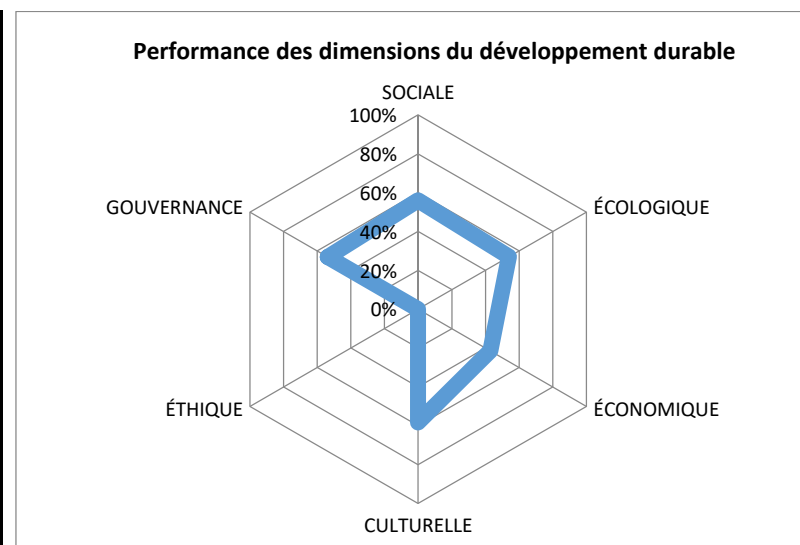 Performance des dimensions du développement durable
SOCIALE
100%
80%
60%
40%
20%
0%
GOUVERNANCE
ÉCOLOGIQUE
ÉTHIQUE
ÉCONOMIQUE
CULTURELLE